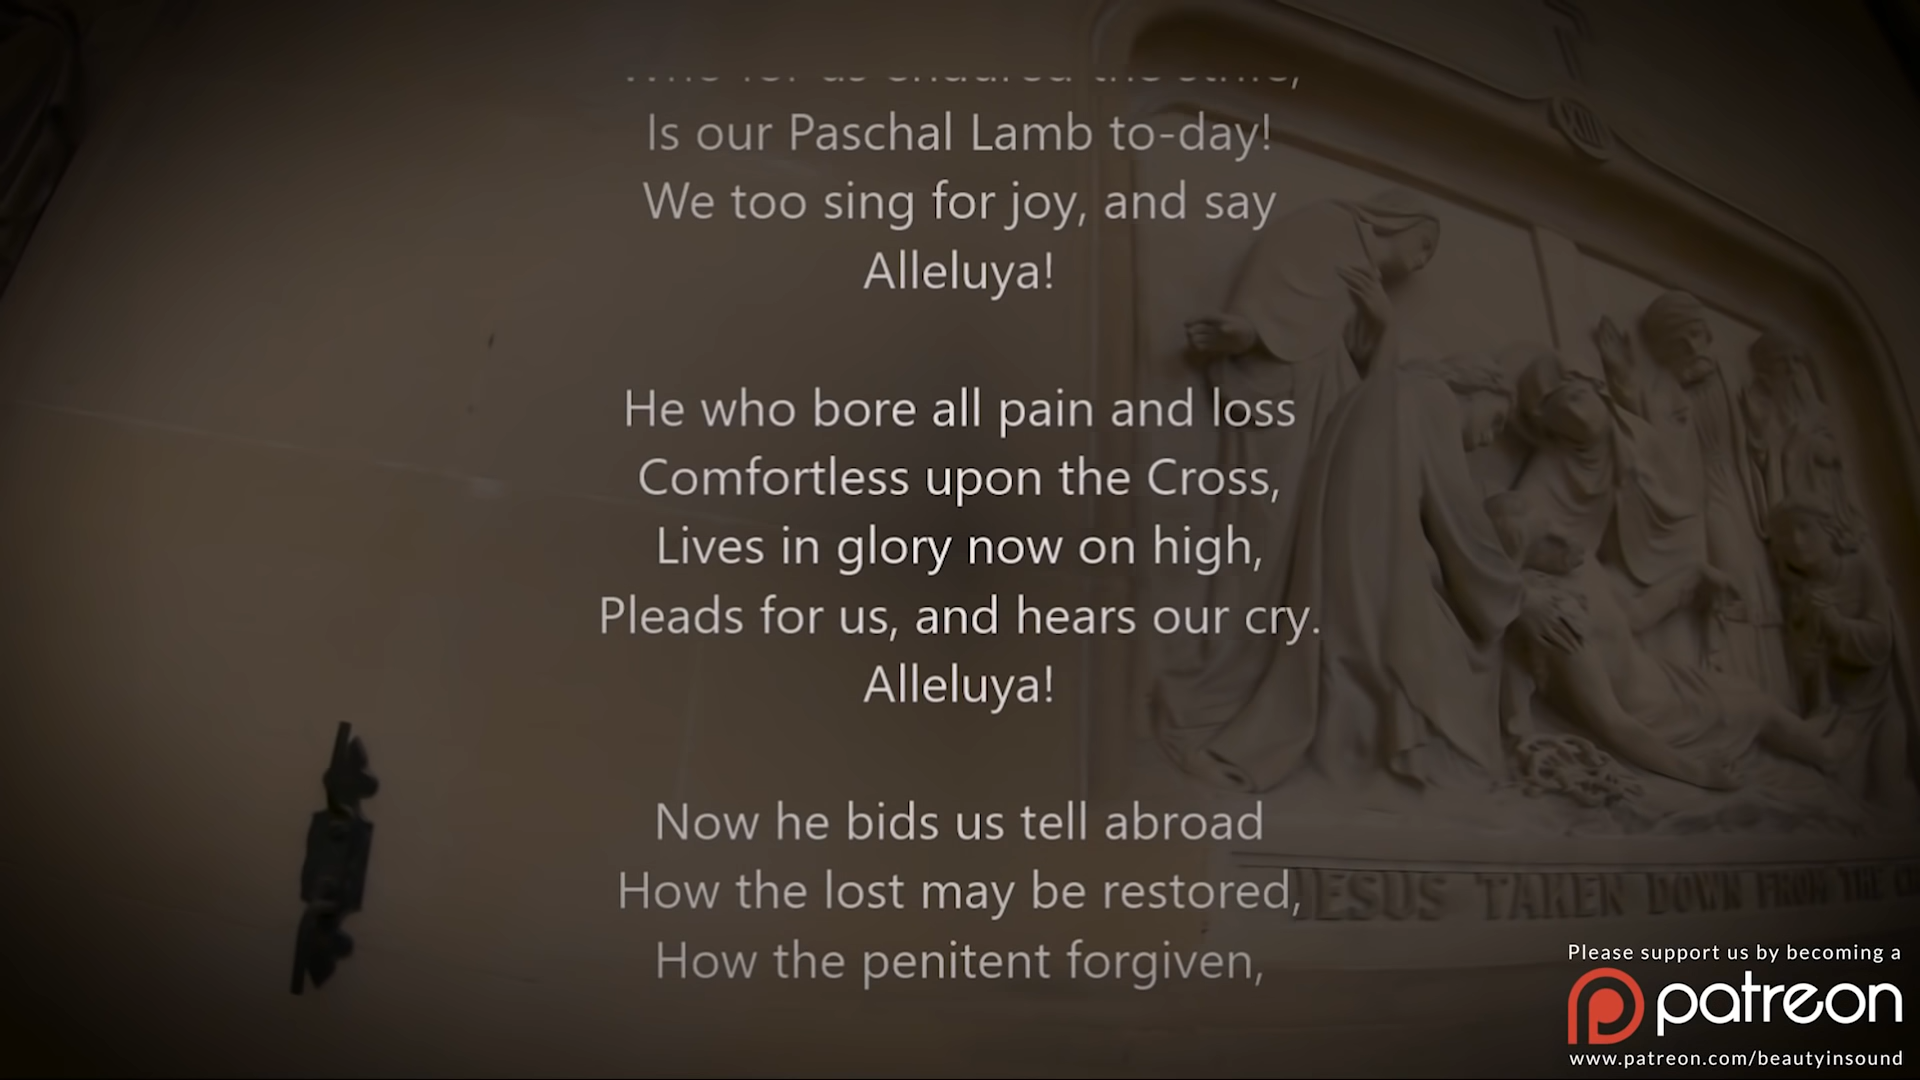 Is our Paschal Lamb to-day!
We too sing for joy, and say
Alleluya!
He who bore all pain and loss
Comfortless upon the Cross,
Lives in glory now on high,
Pleads for us, and hears our cry.
Alleluya!
Now he bids us tell abroad
How the lost may be restored,
How the penitent forgiven,
XIII
JESUS TAKEN DOWN FROM THE
Please support us by becoming a
patreon
www.patreon.com/beautyinsound